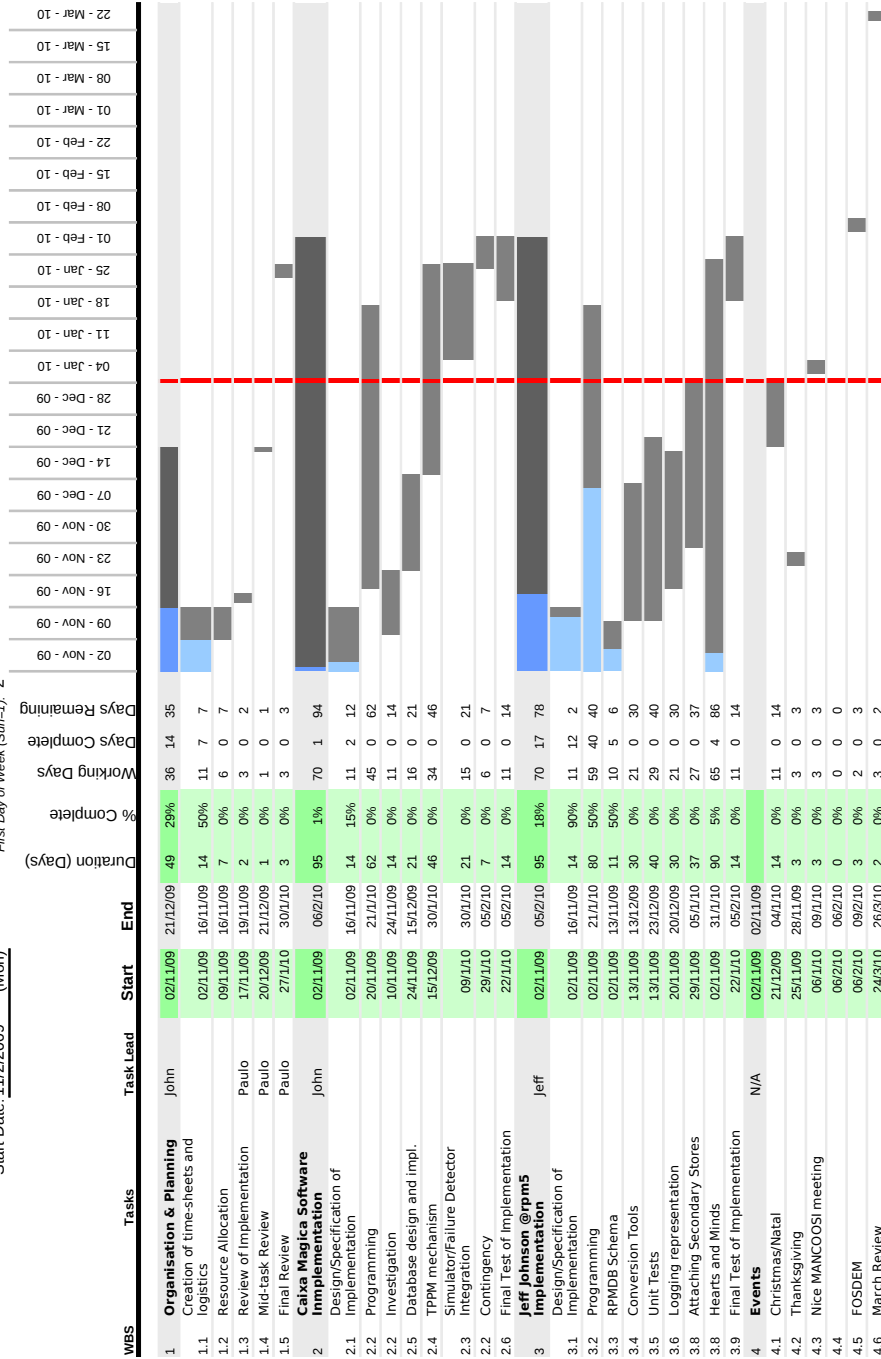 Start Date: 11/2/2009 (Mon)
First Day of Week (Sun=1): 2
WBS Tasks Task Lead Start End Duration (Days) % Complete Working Days Days Complete Days Remaining 02 - Nov - 09 09 - Nov - 09 16 - Nov - 09 23 - Nov - 09 30 - Nov - 09 07 - Dec - 09 14 - Dec - 09 21 - Dec - 09 28 - Dec - 09 04 - Jan - 10 11 - Jan - 10 18 - Jan - 10 25 - Jan - 10 01 - Feb - 10 08 - Feb - 10 15 - Feb - 10 22 - Feb - 10 01 - Mar - 10 08 - Mar - 10 15 - Mar - 10 22 - Mar - 10
1 Organisation & Planning John 02/11/09 21/12/09 49 29% 36 14 35
Creation of time-sheets and
1.1 logistics 02/11/09 16/11/09 14 50% 11 7 7
1.2 Resource Allocation 09/11/09 16/11/09 7 0% 6 0 7
1.3 Review of Implementation Paulo 17/11/09 19/11/09 2 0% 3 0 2
1.4 Mid-task Review Paulo 20/12/09 21/12/09 1 0% 1 0 1
1.5 Final Review Paulo 27/1/10 30/1/10 3 0% 3 0 3
Caixa Magica Software
2 Inmplementation John 02/11/09 06/2/10 95 1% 70 1 94
Design/Specification of
2.1 Implementation 02/11/09 16/11/09 14 15% 11 2 12
2.2 Programming 20/11/09 21/1/10 62 0% 45 0 62
2.2 Investigation 10/11/09 24/11/09 14 0% 11 0 14
2.5 Database design and impl. 24/11/09 15/12/09 21 0% 16 0 21
2.4 TPPM mechanism 15/12/09 30/1/10 46 0% 34 0 46
Simulator/Failure Detector
2.3 Integration 09/1/10 30/1/10 21 0% 15 0 21
2.2 Contingency 29/1/10 05/2/10 7 0% 6 0 7
2.6 Final Test of Implementation 22/1/10 05/2/10 14 0% 11 0 14
Jeff Johnson @rpm5
3 Implementation Jeff 02/11/09 05/2/10 95 18% 70 17 78
Design/Specification of
3.1 Implementation 02/11/09 16/11/09 14 90% 11 12 2
3.2 Programming 02/11/09 21/1/10 80 50% 59 40 40
3.3 RPMDB Schema 02/11/09 13/11/09 11 50% 10 5 6
3.4 Conversion Tools 13/11/09 13/12/09 30 0% 21 0 30
3.5 Unit Tests 13/11/09 23/12/09 40 0% 29 0 40
3.6 Logging representation 20/11/09 20/12/09 30 0% 21 0 30
3.8 Attaching Secondary Stores 29/11/09 05/1/10 37 0% 27 0 37
3.8 Hearts and Minds 02/11/09 31/1/10 90 5% 65 4 86
3.9 Final Test of Implementation 22/1/10 05/2/10 14 0% 11 0 14
4 Events N/A 02/11/09 02/11/09
4.1 Christmas/Natal 21/12/09 04/1/10 14 0% 11 0 14
4.2 Thanksgiving 25/11/09 28/11/09 3 0% 3 0 3
4.3 Nice MANCOOSI meeting 06/1/10 09/1/10 3 0% 3 0 3
4.4 06/2/10 06/2/10 0 0% 0 0 0
4.5 FOSDEM 06/2/10 09/2/10 3 0% 2 0 3
4.6 March Review 24/3/10 26/3/10 2 0% 3 0 2